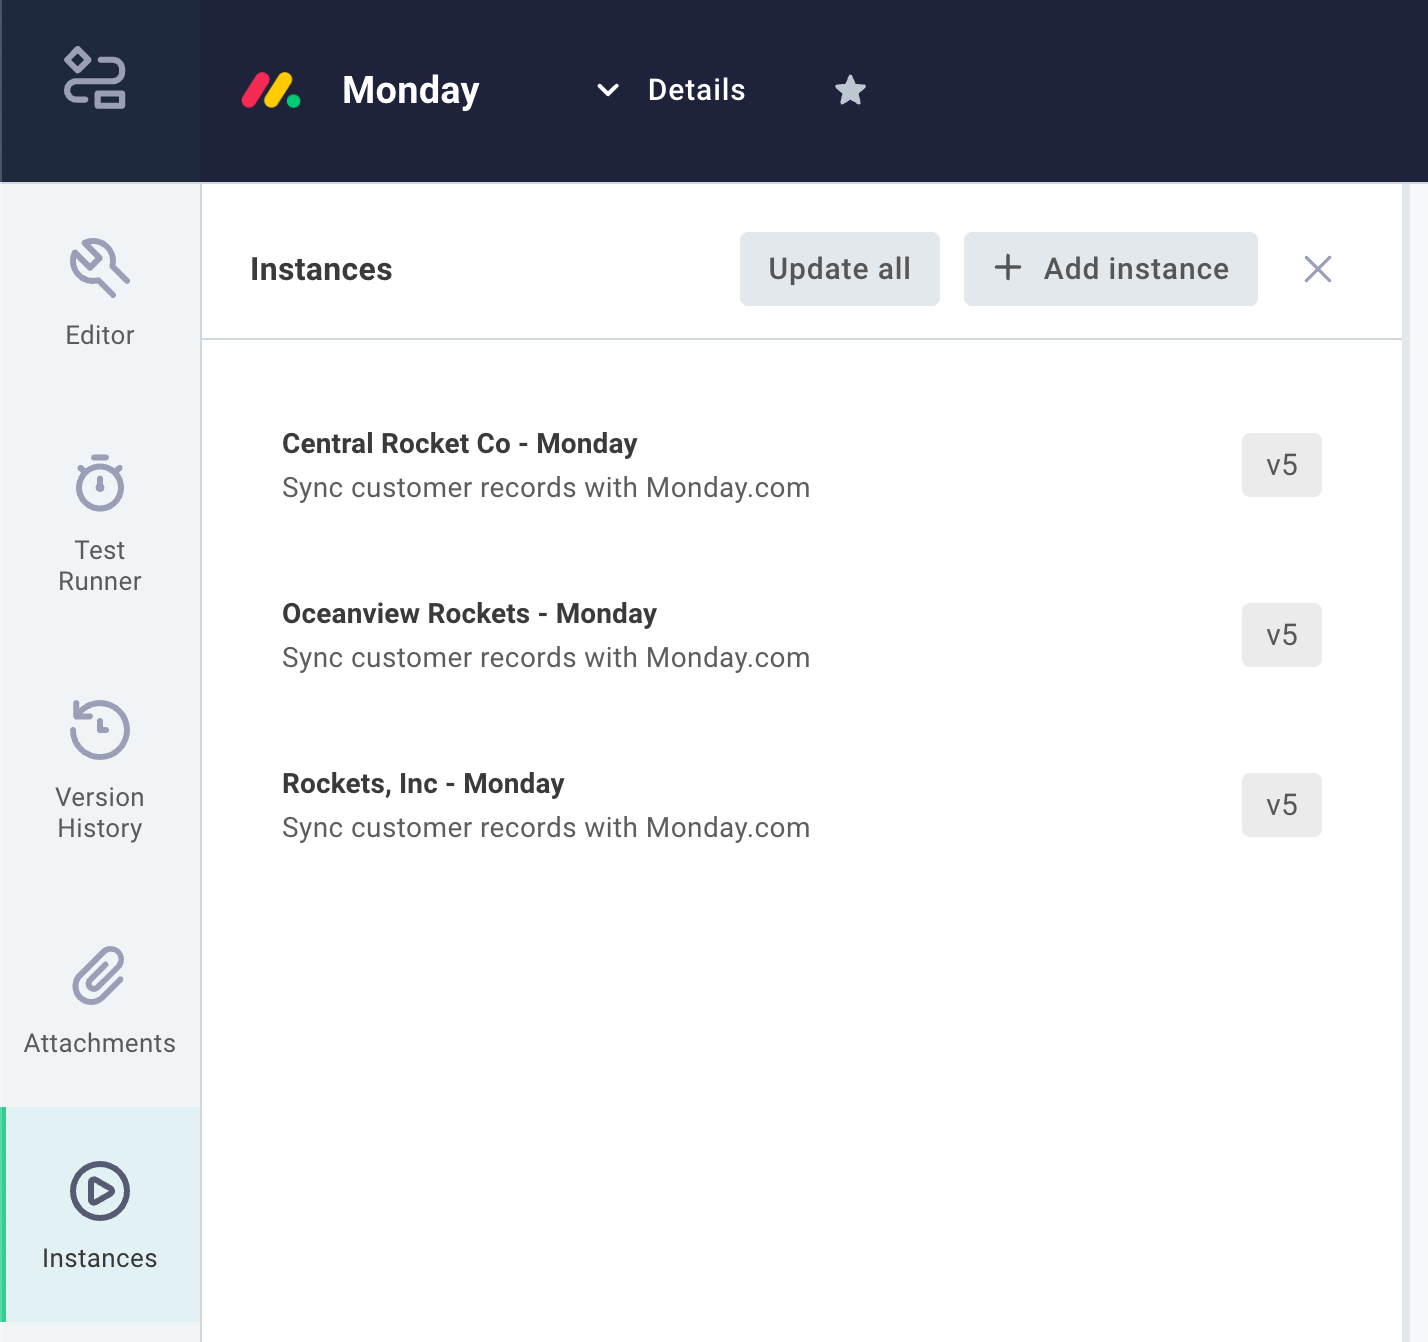 Monday
Details
Editor
Test
Runner
Version
History
Attachments
Instances
Instances
Update all
Add instance
Central Rocket Co - Monday
Sync customer records with Monday.com
v5
Oceanview Rockets - Monday
Sync customer records with Monday.com
v5
Rockets, Inc - Monday
Sync customer records with Monday.com
v5